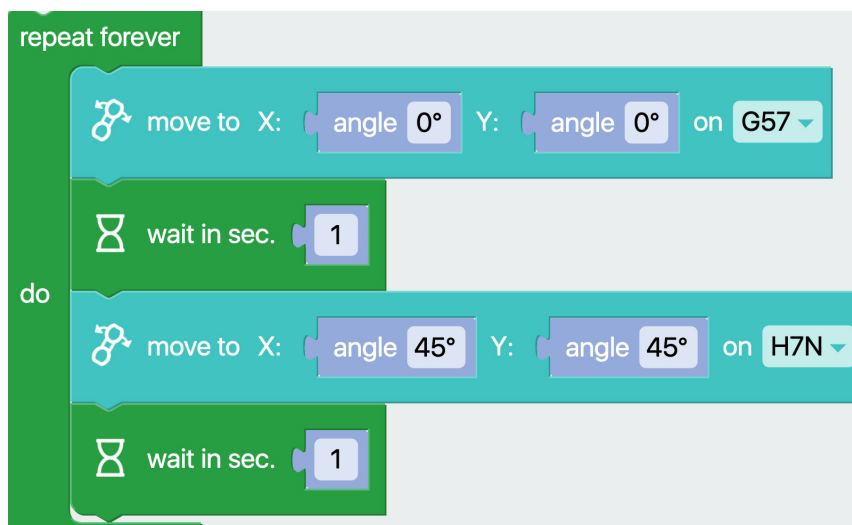 repeat forever
move to X: angle 0° Y: angle 0° on G57
wait in sec. 1
do
move to X: angle 45° Y: angle 45° on H7N
wait in sec. 1